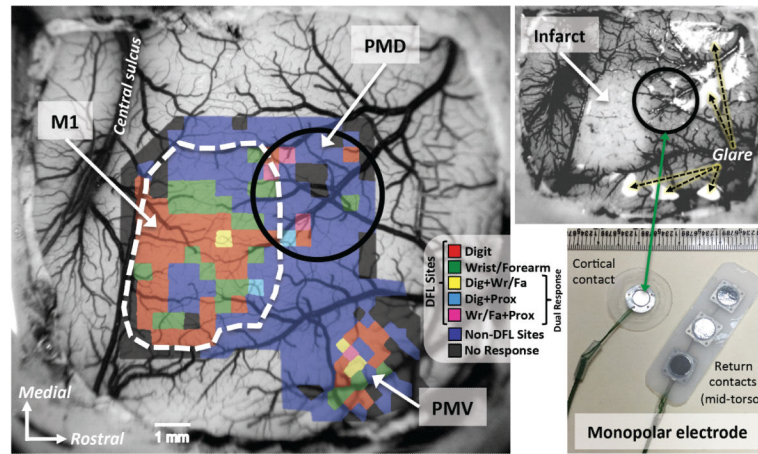 PMD
Central sulcus
M1
DFL Sites
Digit
Wrist/Forearm
Dig+Wr/Fa
Dig+Prox
Wr/Fa+Prox
Dual Response
Non-DFL Sites
No Response
PMV
Medial
Rostral
1 mm
Infarct
Glare
Cortical
contact
Return
contacts
(mid-torso)
Monopolar electrode